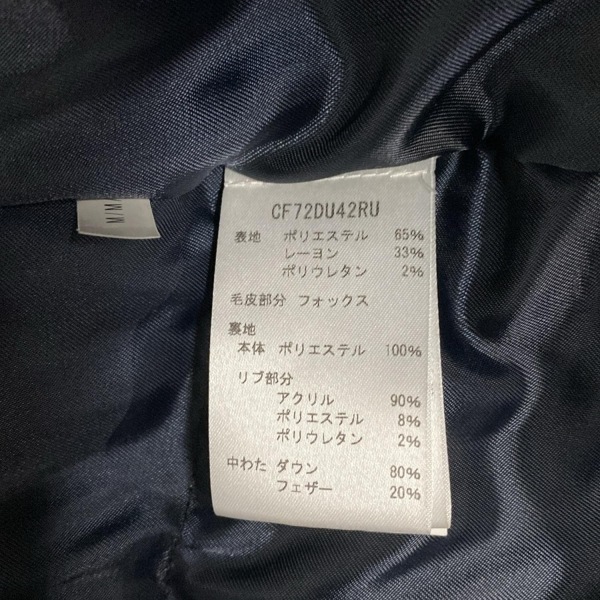 CF72DU42RU
表地 ポリエステル 65%
レーヨン 33%
ポリウレタン 2%
毛皮部分 フォックス
裏地
本体 ポリエステル 100%
リブ部分
アクリル 90%
ポリエステル 8%
ポリウレタン 2%
中わた ダウン 80%
フェザー 20%
M/M